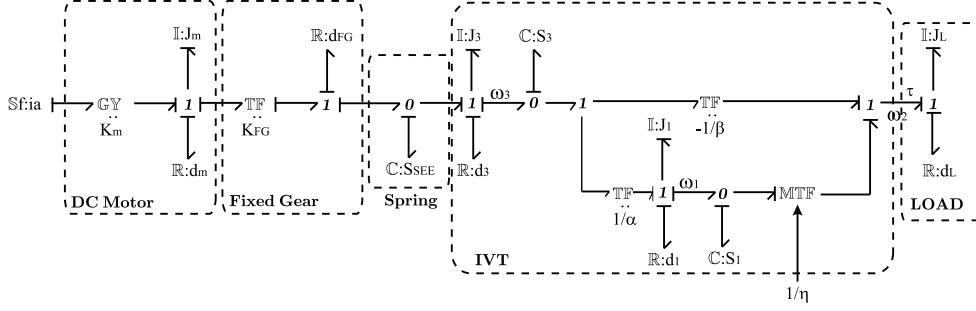 𝕀:Jm
ℝ:dFG
𝕀:J3
ℂ:S3
𝕀:JL
Sf:ia
GY
1
TF
1
0
1
ω3
0
1
TF
1
ω2
τ
1
Km
KFG
-1/β
𝕀:J1
ℝ:dm
ℂ:SSEE
ℝ:d3
ℝ:dL
TF
1
ω1
0
MTF
DC Motor
Fixed Gear
Spring
1/α
LOAD
IVT
ℝ:d1
ℂ:S1
1/η